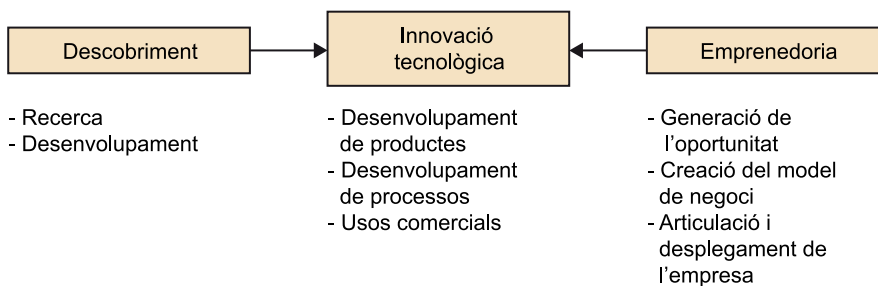 Descobriment
Innovació
tecnològica
Emprenedoria
- Recerca
- Desenvolupament
- Desenvolupament
de productes
- Desenvolupament
de processos
- Usos comercials
- Generació de
l’oportunitat
- Creació del model
de negoci
- Articulació i
desplegament de
l’empresa